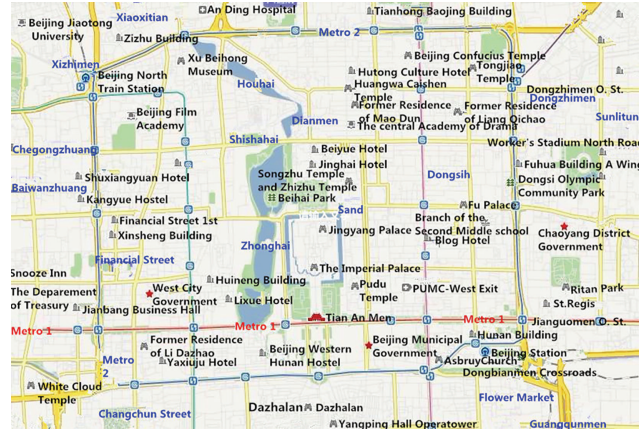 An Ding Hospital
Tianhong Baojing Building
Xiaoxitian
Beijing Jiaotong
University
Zizhu Building
Metro 2
Xizhimen
Xu Beihong
Museum
Beijing Confucius Temple
Tongjiao
Temple
Beijing North
Train Station
Houhai
Hutong Culture Hotel
Huangwa Caishen
Temple
Dongzhimen O. St.
Dongzhimen
Former Residence
of Mao Dun
Former Residence
of Liang Qichao
Beijing Film
Academy
Dianmen
The central Academy of Drama
Sunlitun
Chegongzhuang
Shishahai
Beiyue Hotel
Worker's Stadium North Road
Jinghai Hotel
Fuhua Building A Wing
Baiwanzhuang
Shuxiangyuan Hotel
Songzhu Temple
and Zhizhu Temple
Dongsih
Dongsi Olympic
Community Park
Kangyue Hostel
Beihai Park
Fu Palace
Sand
Financial Street 1st
Branch of the
Jingyang Palace
Second Middle school
Xinsheng Building
Zhonghai
Blog Hotel
Chaoyang District
Government
Financial Street
Snooze Inn
The Imperial Palace
Huineng Building
Pudu
Temple
PUMC-West Exit
Ritan Park
The Deparement
of Treasury
West City
Government
Lixue Hotel
St.Regis
Jianbang Business Hall
Tian An Men
Metro 1
Metro 1
Metro 1
Jianguomen O. St.
Hunan Building
Former Residence
of Li Dazhao
Beijing Western
Hunan Hostel
Beijing Municipal
Government
Beijing Station
Metro
2
Yaxiuju Hotel
AsbruyChurch
Dongbianmen Crossroads
White Cloud
Temple
Flower Market
Changchun Street
Dazhalan
Dazhalan
Yangping Hall Operatower
Guangqunmen